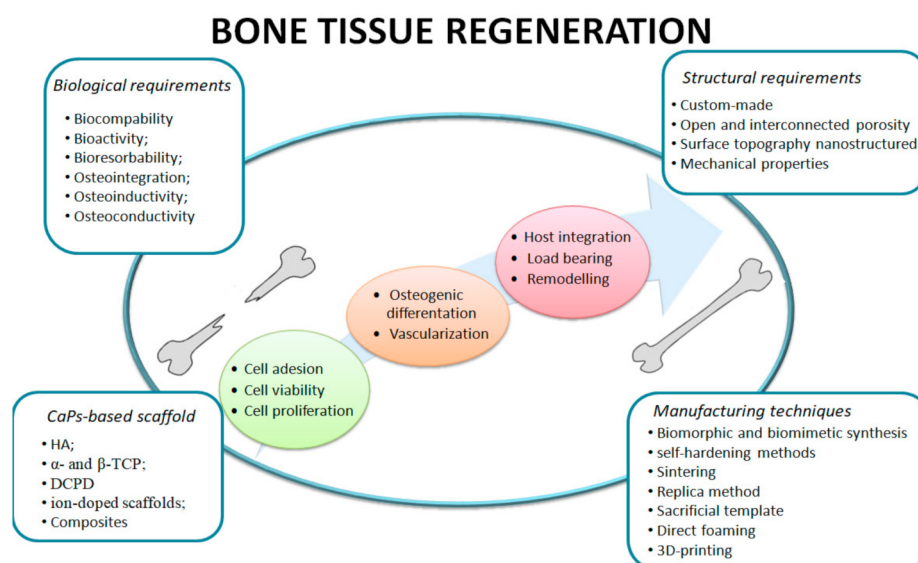 BONE TISSUE REGENERATION
Biological requirements
• Biocompability
• Bioactivity;
• Bioresorbability;
• Osteointegration;
• Osteoinductivity;
• Osteoconductivity
Structural requirements
• Custom-made
• Open and interconnected porosity
• Surface topography nanostructured
• Mechanical properties
• Host integration
• Load bearing
• Remodelling
• Osteogenic
differentation
• Vascularization
• Cell adesion
• Cell viability
• Cell proliferation
CaPs-based scaffold
• HA;
• α- and β-TCP;
• DCPD
• ion-doped scaffolds;
• Composites
Manufacturing techniques
• Biomorphic and biomimetic synthesis
• self-hardening methods
• Sintering
• Replica method
• Sacrificial template
• Direct foaming
• 3D-printing